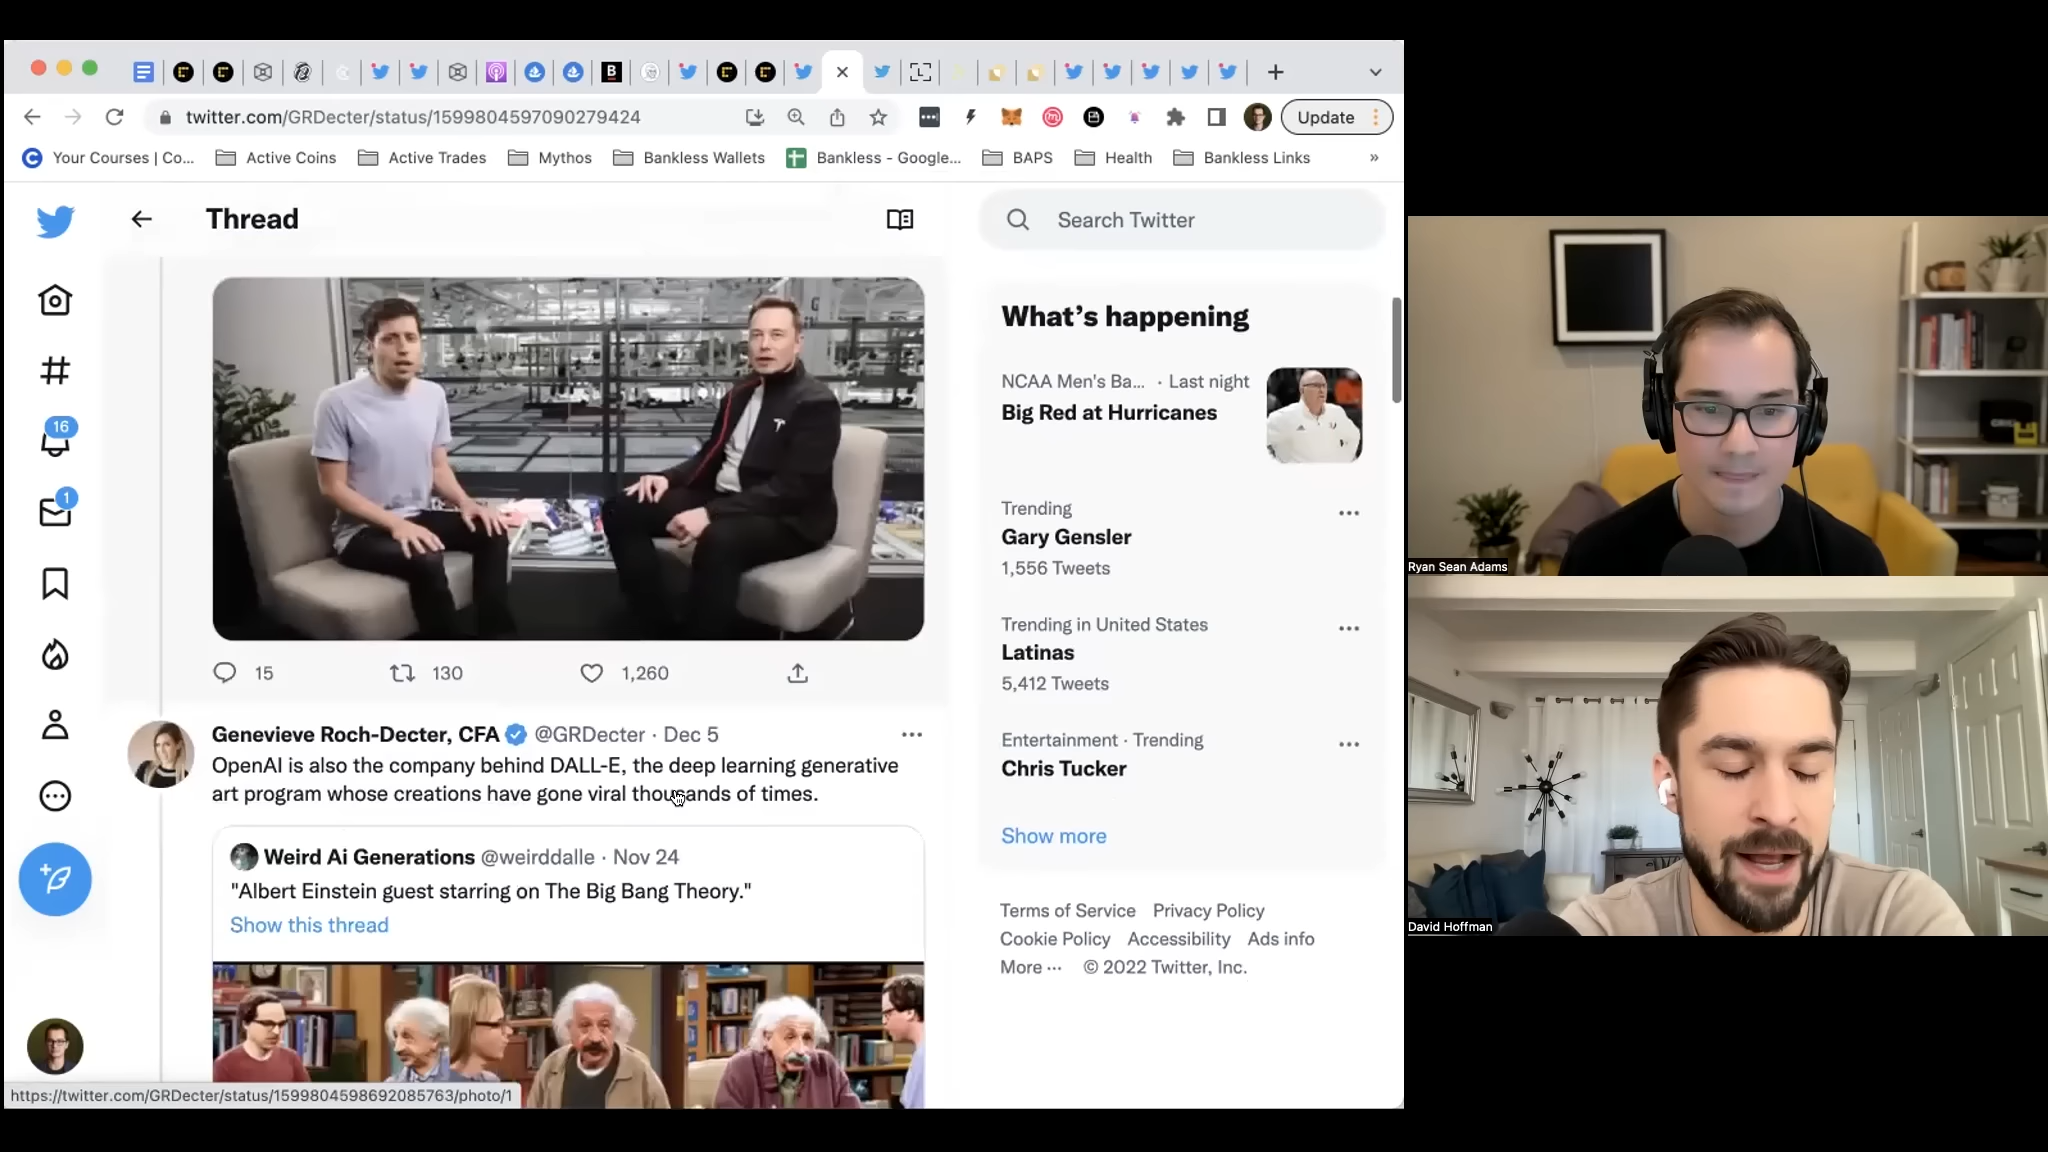 twitter.com/GRDecter/status/1599804597090279424
Update
Your Courses | Co...
Active Coins
Active Trades
Mythos
Bankless Wallets
Bankless - Google...
BAPS
Health
Bankless Links
»
Thread
Search Twitter
16
1
What's happening
NCAA Men's Ba... · Last night
Big Red at Hurricanes
Trending
Gary Gensler
1,556 Tweets
Trending in United States
Latinas
5,412 Tweets
Entertainment · Trending
Chris Tucker
Show more
Terms of Service Privacy Policy
Cookie Policy Accessibility Ads info
More ··· © 2022 Twitter, Inc.
15
130
1,260
Genevieve Roch-Decter, CFA @GRDecter · Dec 5
OpenAI is also the company behind DALL-E, the deep learning generative
art program whose creations have gone viral thousands of times.
Weird Ai Generations @weirddalle · Nov 24
"Albert Einstein guest starring on The Big Bang Theory."
Show this thread
https://twitter.com/GRDecter/status/1599804598692085763/photo/1
Ryan Sean Adams
David Hoffman